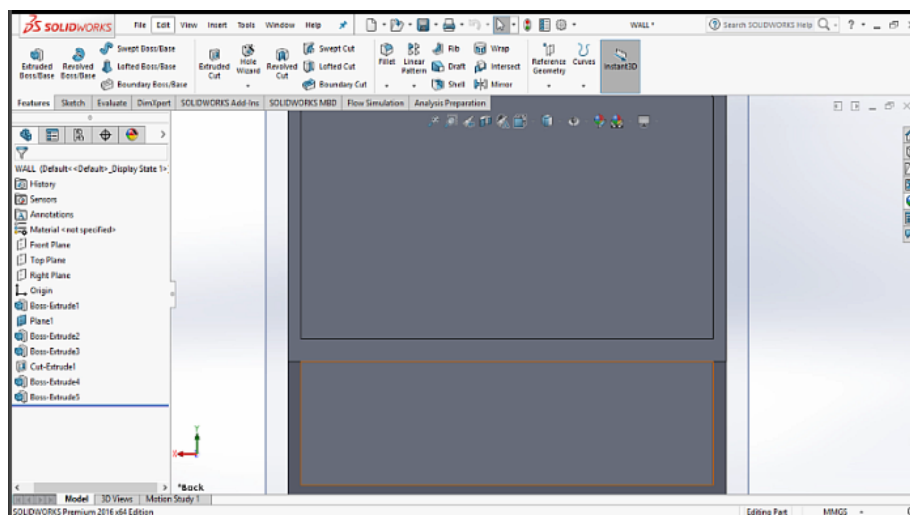 SOLIDWORKS File Edit View Insert Tools Window Help WALL * Search SOLIDWORKS Help
Extruded Boss/Base Revolved Boss/Base Swept Boss/Base Lofted Boss/Base Boundary Boss/Base Extruded Cut Hole Wizard Revolved Cut Swept Cut Lofted Cut Boundary Cut Fillet Linear Pattern Rib Draft Shell Wrap Intersect Mirror Reference Geometry Curves Instant3D
Features Sketch Evaluate DimXpert SOLIDWORKS Add-Ins SOLIDWORKS MBD Flow Simulation Analysis Preparation
WALL (Default<<Default>_Display State 1>
History
Sensors
Annotations
Material <not specified>
Front Plane
Top Plane
Right Plane
Origin
Boss-Extrude1
Plane1
Boss-Extrude2
Boss-Extrude3
Cut-Extrude1
Boss-Extrude4
Boss-Extrude5
Y
X
*Back
Model 3D Views Motion Study 1
SOLIDWORKS Premium 2016 x64 Edition Editing Part MMGS